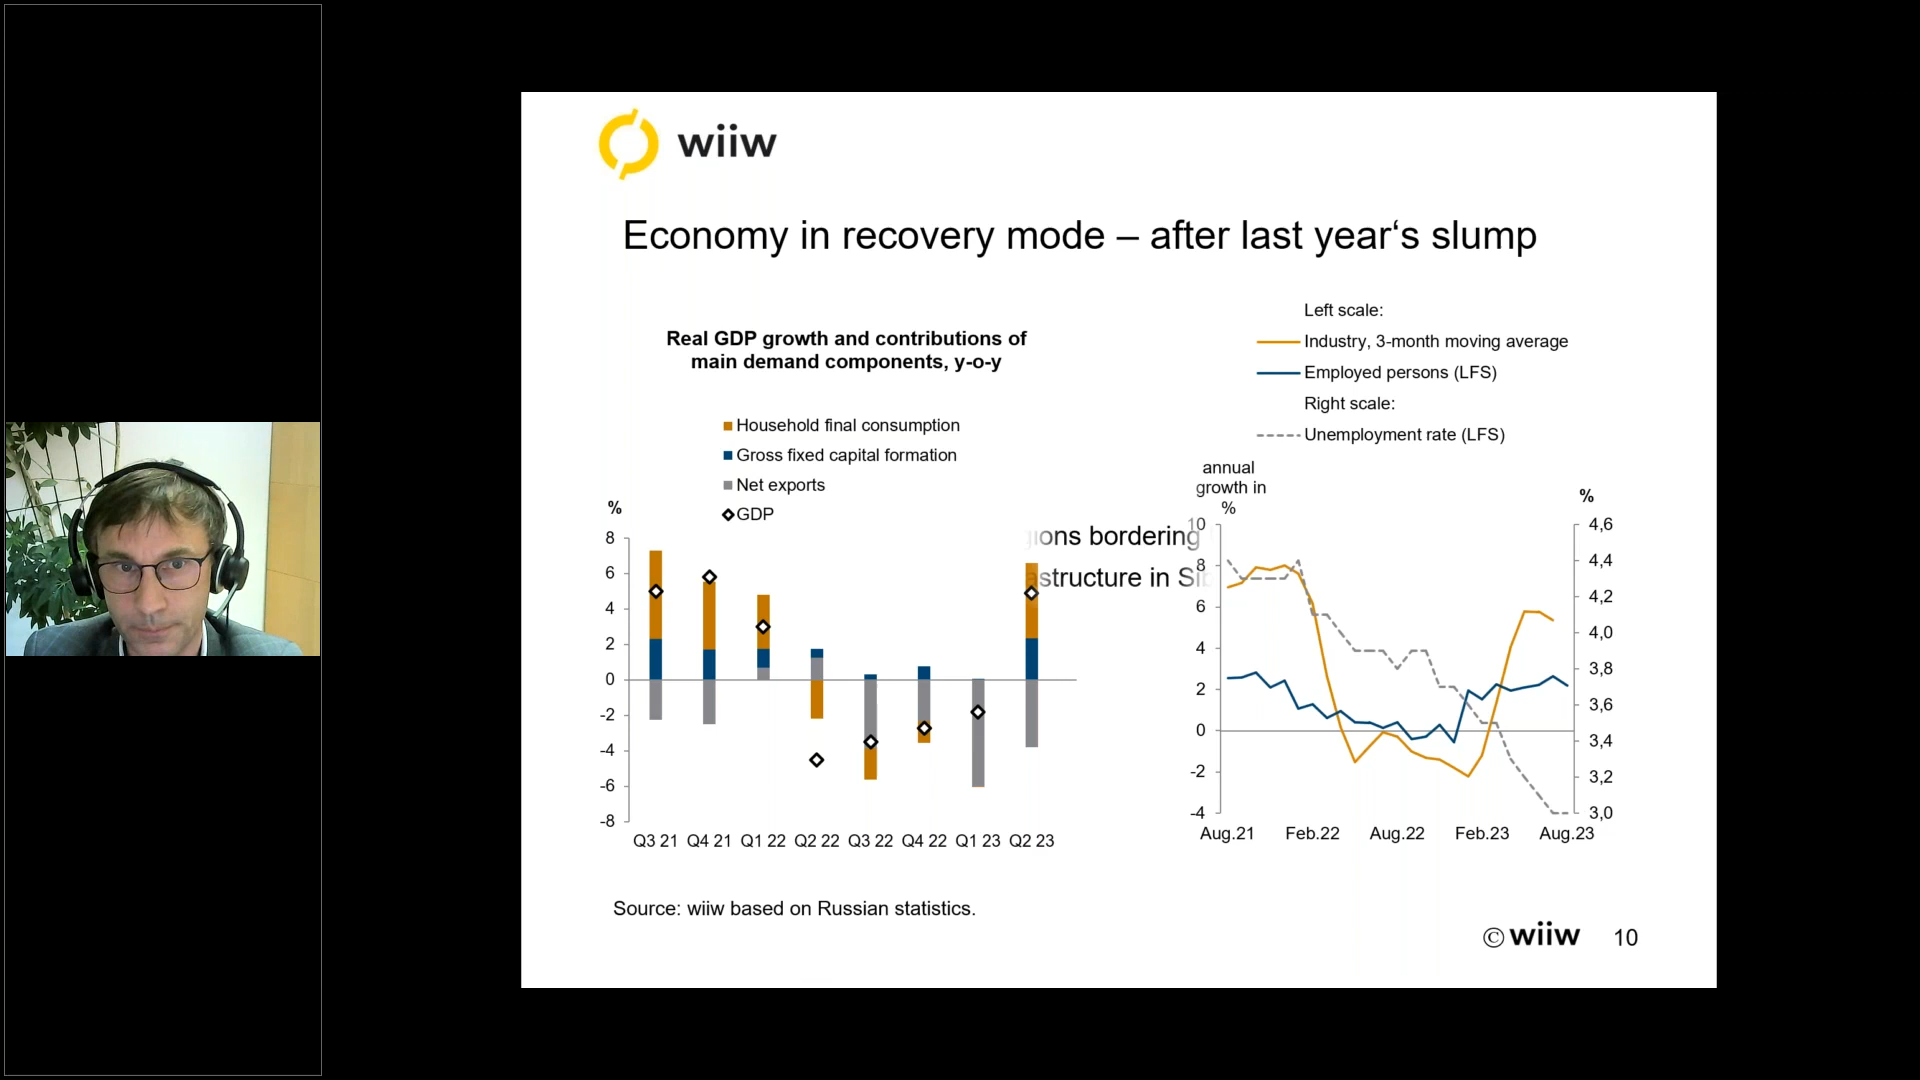 wiiw
Economy in recovery mode – after last year‘s slump
Real GDP growth and contributions of
main demand components, y-o-y
Household final consumption
Gross fixed capital formation
Net exports
GDP
%
8
6
4
2
0
-2
-4
-6
-8
Q3 21 Q4 21 Q1 22 Q2 22 Q3 22 Q4 22 Q1 23 Q2 23
bordering
in
Left scale:
Industry, 3-month moving average
Employed persons (LFS)
Right scale:
Unemployment rate (LFS)
annual
growth in
%
10
8
6
4
2
0
-2
-4
%
4,6
4,4
4,2
4,0
3,8
3,6
3,4
3,2
3,0
Aug.21 Feb.22 Aug.22 Feb.23 Aug.23
Source: wiiw based on Russian statistics.
© wiiw 10